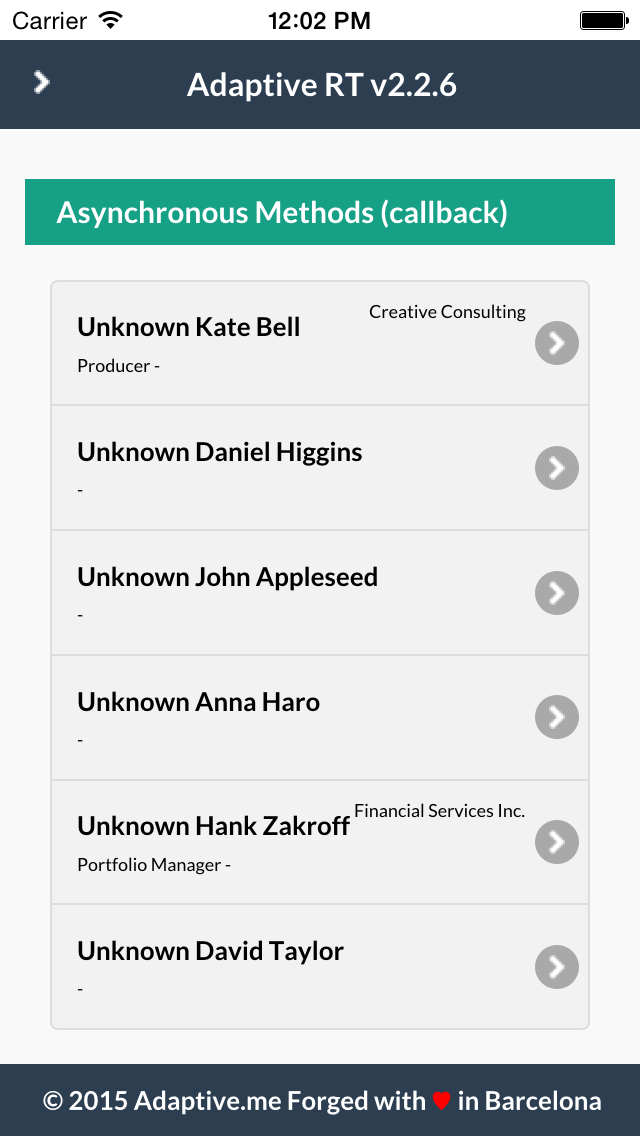 Carrier 12:02 PM
Adaptive RT v2.2.6
Asynchronous Methods (callback)
Creative Consulting
Unknown Kate Bell
Producer -
Unknown Daniel Higgins
-
Unknown John Appleseed
-
Unknown Anna Haro
-
Financial Services Inc.
Unknown Hank Zakroff
Portfolio Manager -
Unknown David Taylor
-
© 2015 Adaptive.me Forged with ♥ in Barcelona